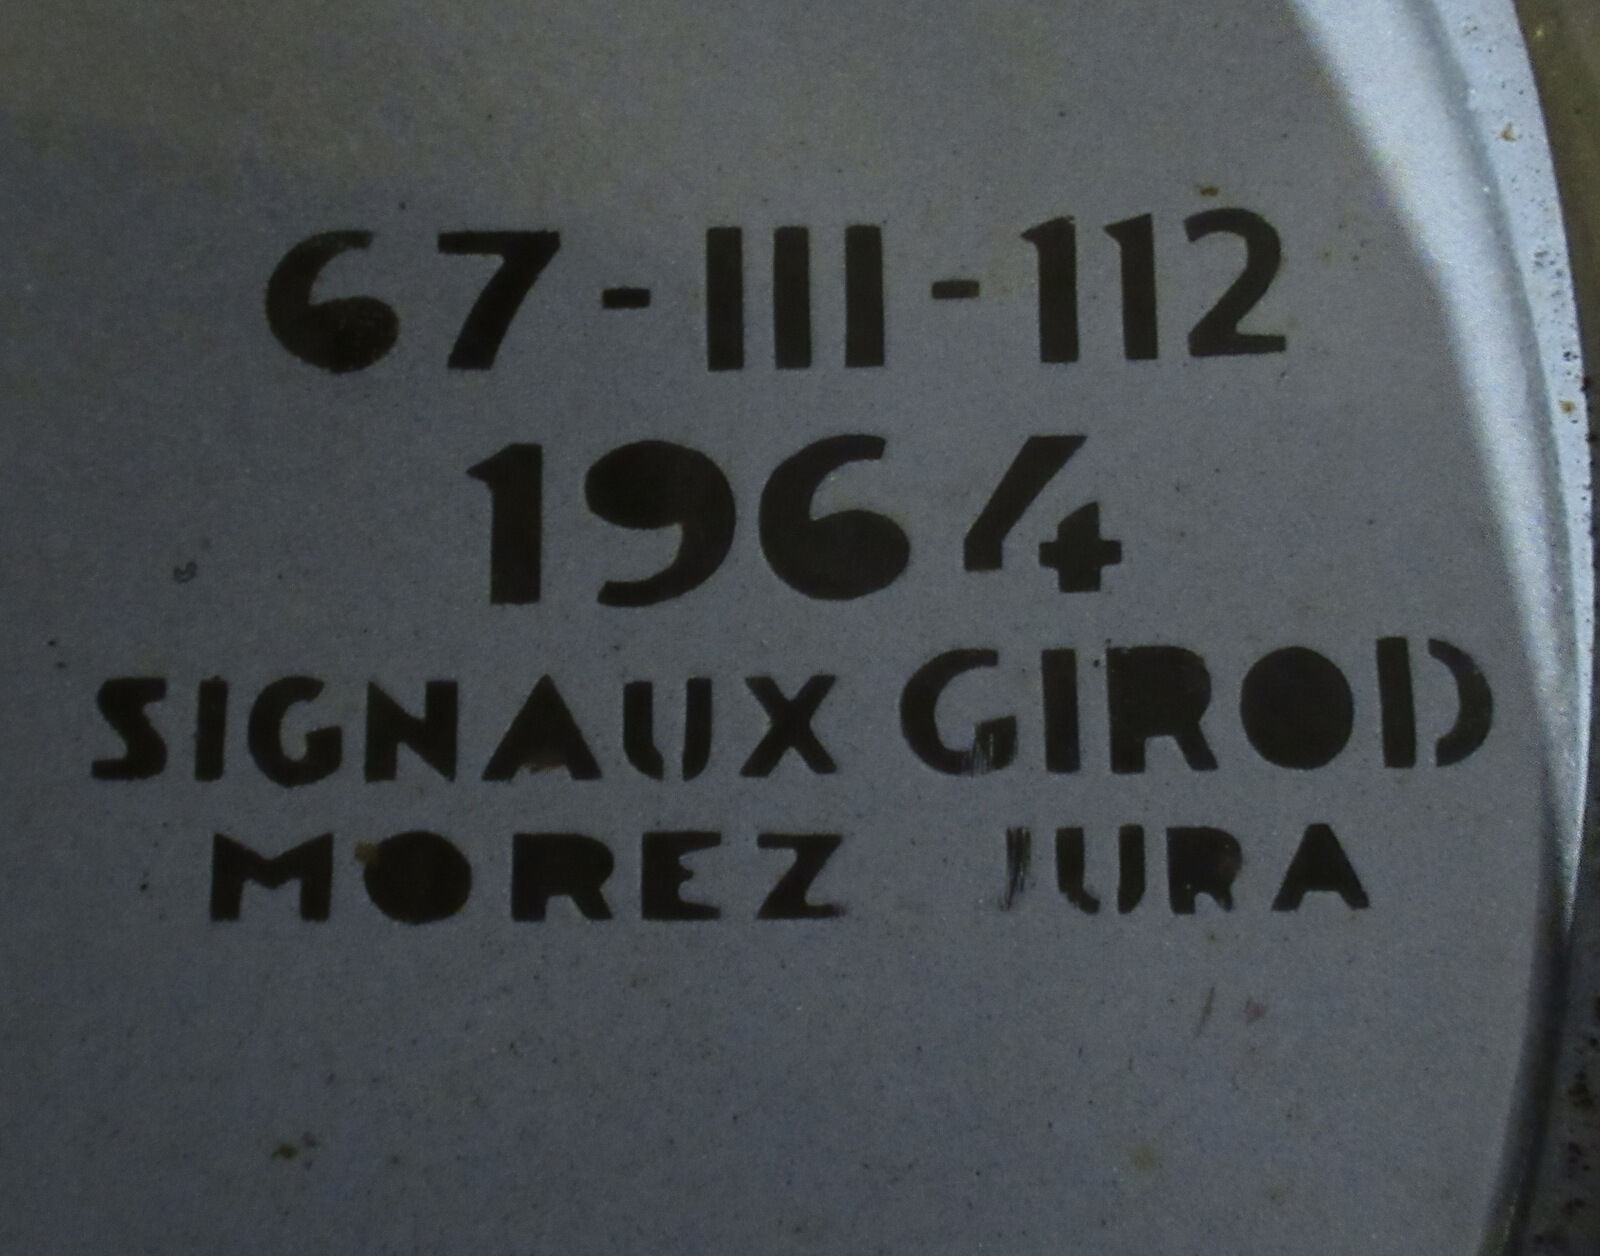 67-III-112
1964
SIGNAUX GIROD
MOREZ JURA